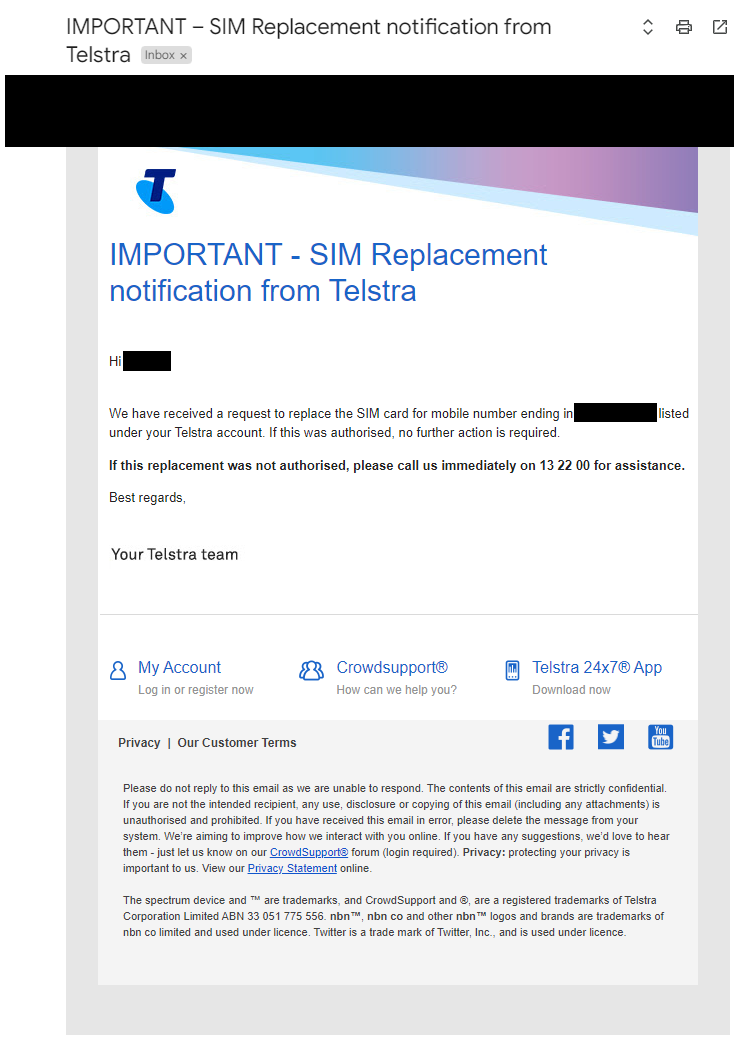 IMPORTANT – SIM Replacement notification from
Telstra Inbox ×
T
IMPORTANT - SIM Replacement
notification from Telstra
Hi
We have received a request to replace the SIM card for mobile number ending in listed
under your Telstra account. If this was authorised, no further action is required.
If this replacement was not authorised, please call us immediately on 13 22 00 for assistance.
Best regards,
Your Telstra team
My Account Crowdsupport® Telstra 24x7® App
Log in or register now How can we help you? Download now
Privacy | Our Customer Terms You Tube
Please do not reply to this email as we are unable to respond. The contents of this email are strictly confidential.
If you are not the intended recipient, any use, disclosure or copying of this email (including any attachments) is
unauthorised and prohibited. If you have received this email in error, please delete the message from your
system. We're aiming to improve how we interact with you online. If you have any suggestions, we'd love to hear
them - just let us know on our CrowdSupport® forum (login required). Privacy: protecting your privacy is
important to us. View our Privacy Statement online.
The spectrum device and ™ are trademarks, and CrowdSupport and ®, are a registered trademarks of Telstra
Corporation Limited ABN 33 051 775 556. nbn™, nbn co and other nbn™ logos and brands are trademarks of
nbn co limited and used under licence. Twitter is a trade mark of Twitter, Inc., and is used under licence.